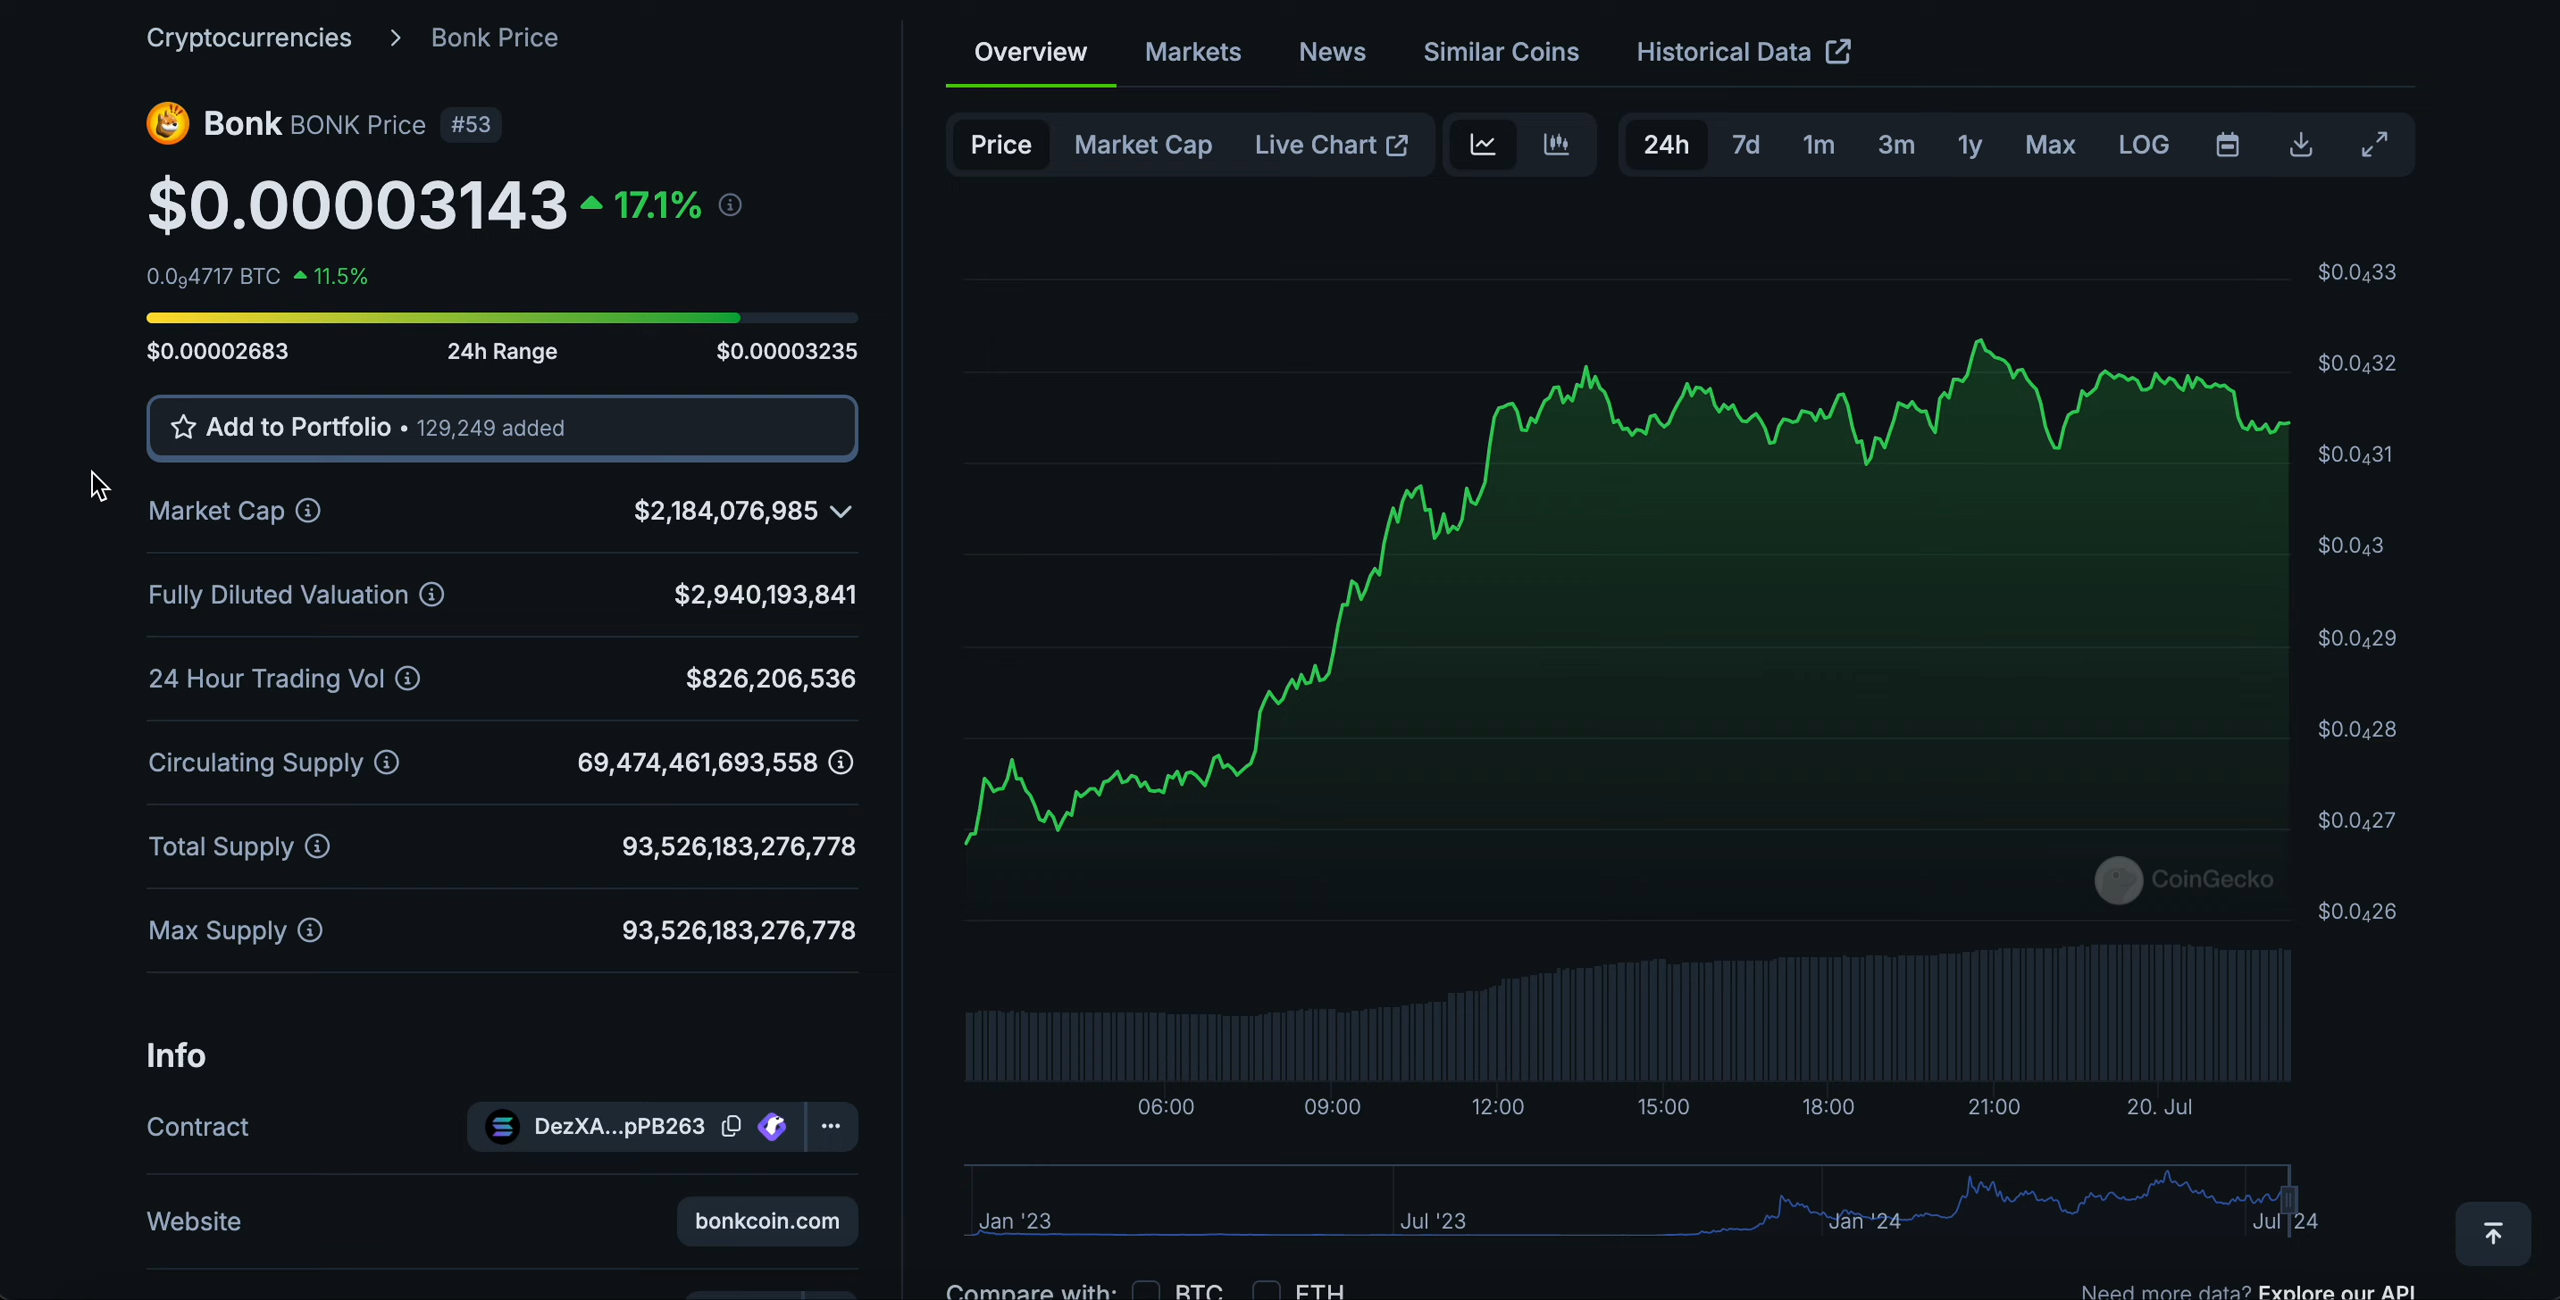 Cryptocurrencies > Bonk Price
Bonk BONK Price #53
$0.00003143 17.1%
0.0₉4717 BTC 11.5%
$0.00002683 24h Range $0.00003235
Add to Portfolio • 129,249 added
Market Cap $2,184,076,985
Fully Diluted Valuation $2,940,193,841
24 Hour Trading Vol $826,206,536
Circulating Supply 69,474,461,693,558
Total Supply 93,526,183,276,778
Max Supply 93,526,183,276,778
Info
Contract DezXA...pPB263
Website bonkcoin.com
Overview Markets News Similar Coins Historical Data
Price Market Cap Live Chart 24h 7d 1m 3m 1y Max LOG
$0.0₄33
$0.0₄32
$0.0₄31
$0.0₄3
$0.0₄29
$0.0₄28
$0.0₄27
CoinGecko
$0.0₄26
06:00 09:00 12:00 15:00 18:00 21:00 20. Jul
Jan '23 Jul '23 Jan '24 Jul '24
Compare with: BTC ETH
Need more data? Explore our API